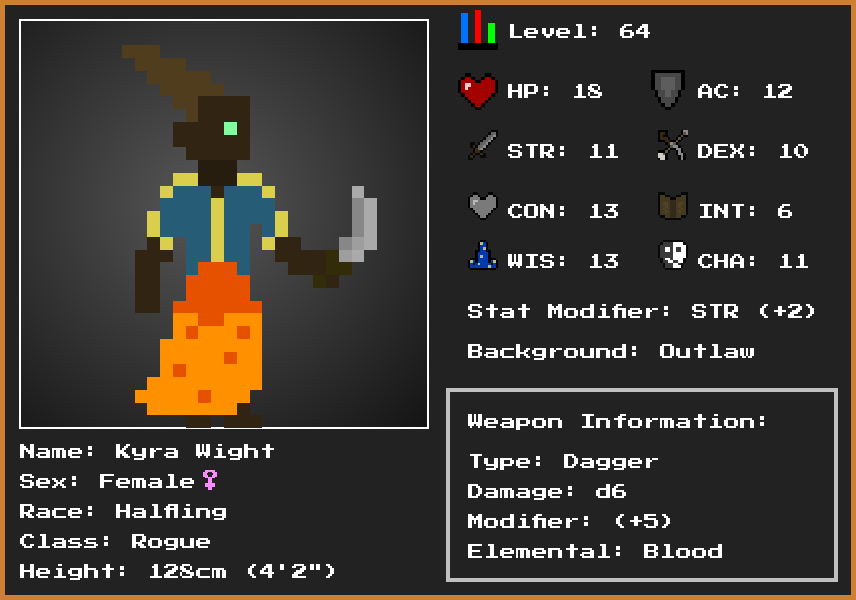 Level: 64
HP: 18 AC: 12
STR: 11 DEX: 10
CON: 13 INT: 6
WIS: 13 CHA: 11
Stat Modifier: STR (+2)
Background: Outlaw
Weapon Information:
Type: Dagger
Damage: d6
Modifier: (+5)
Elemental: Blood
Name: Kyra Wight
Sex: Female♀
Race: Halfling
Class: Rogue
Height: 128cm (4'2")